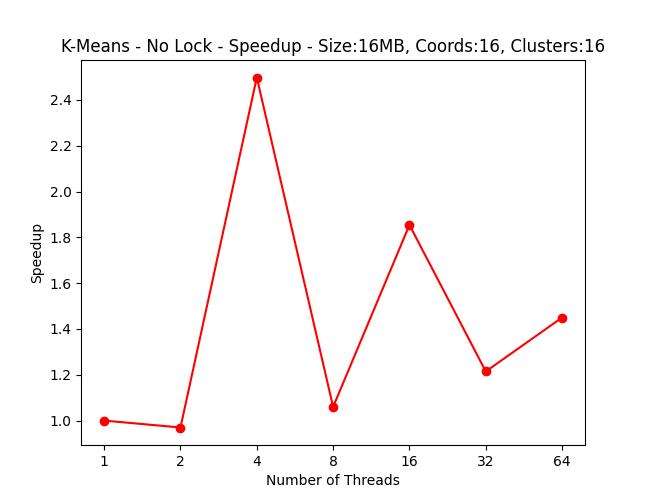 K-Means - No Lock - Speedup - Size:16MB, Coords:16, Clusters:16
2.4
2.2
2.0
1.8
1.6
1.4
1.2
1.0
Speedup
1 2 4 8 16 32 64
Number of Threads